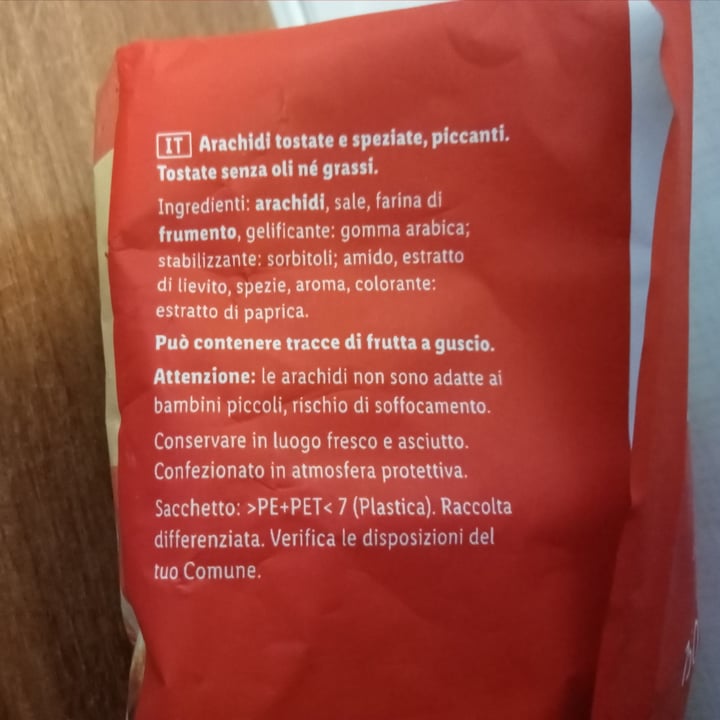 IT Arachidi tostate e speziate, piccanti.
Tostate senza oli né grassi.
Ingredienti: arachidi, sale, farina di
frumento, gelificante: gomma arabica;
stabilizzante: sorbitoli; amido, estratto
di lievito, spezie, aroma, colorante:
estratto di paprica.
Può contenere tracce di frutta a guscio.
Attenzione: le arachidi non sono adatte ai
bambini piccoli, rischio di soffocamento.
Conservare in luogo fresco e asciutto.
Confezionato in atmosfera protettiva.
Sacchetto: >PE+PET< 7 (Plastica). Raccolta
differenziata. Verifica le disposizioni del
tuo Comune.